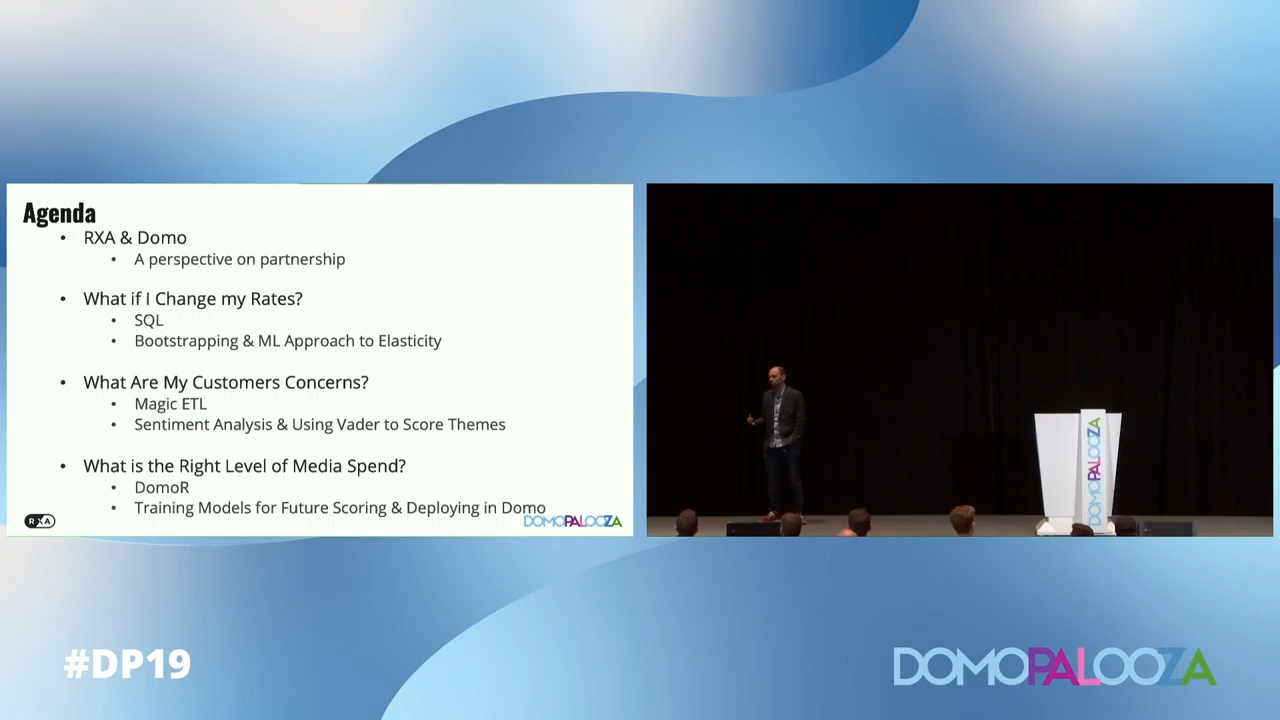 Agenda
• RXA & Domo
• A perspective on partnership
• What if I Change my Rates?
• SQL
• Bootstrapping & ML Approach to Elasticity
• What Are My Customers Concerns?
• Magic ETL
• Sentiment Analysis & Using Vader to Score Themes
• What is the Right Level of Media Spend?
• DomoR
• Training Models for Future Scoring & Deploying in Domo
RXA
DOMOPALOOZA
DOMOPALOOZA
#DP19
DOMOPALOOZA